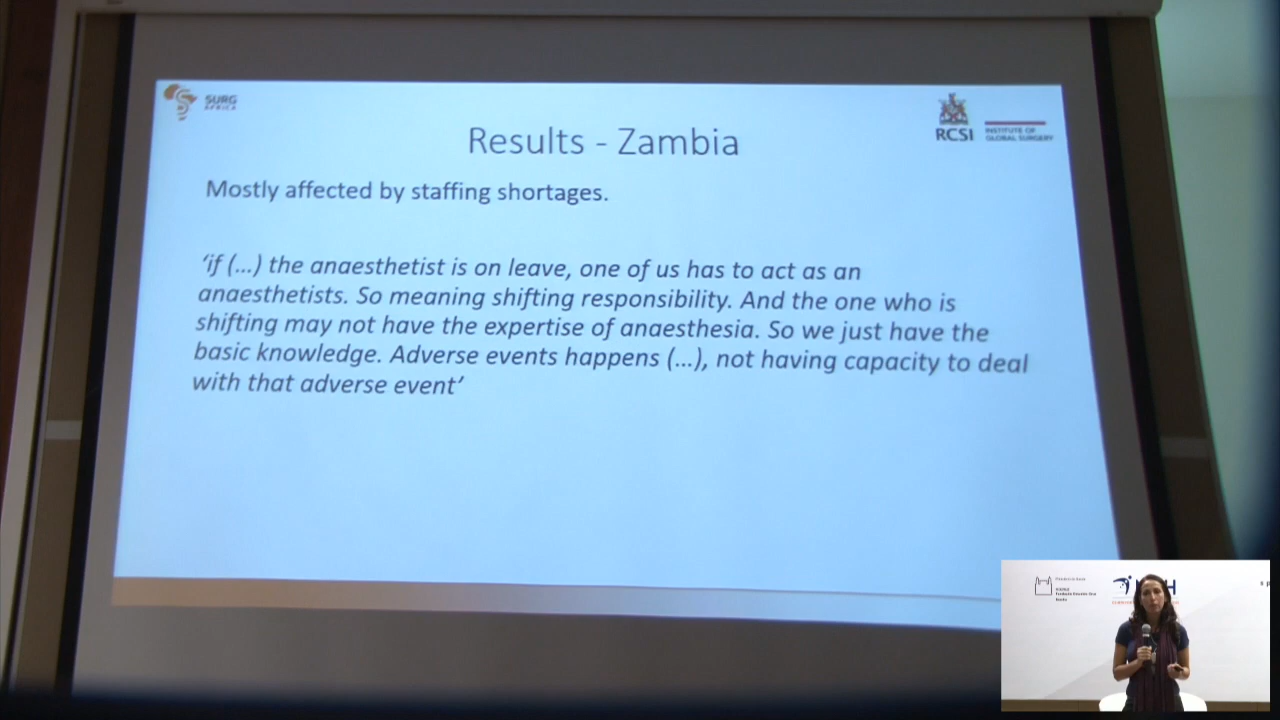 SURG
AFRICA
RCSI
INSTITUTE OF
GLOBAL SURGERY
Results - Zambia
Mostly affected by staffing shortages.
‘if (…) the anaesthetist is on leave, one of us has to act as an
anaesthetists. So meaning shifting responsibility. And the one who is
shifting may not have the expertise of anaesthesia. So we just have the
basic knowledge. Adverse events happens (…), not having capacity to deal
with that adverse event’